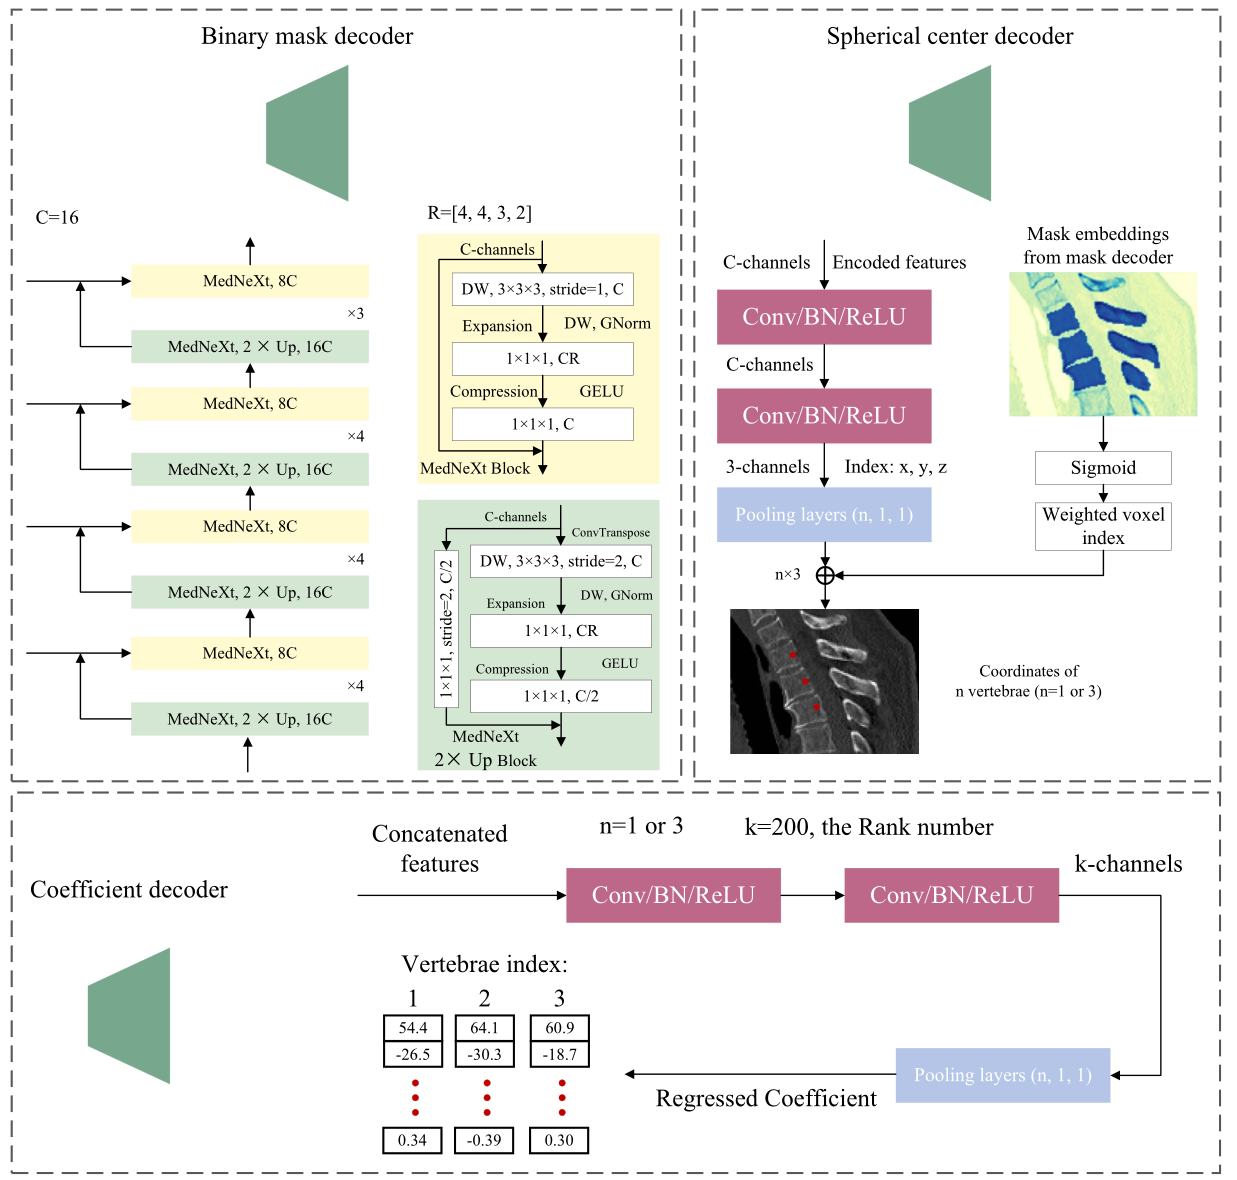 Binary mask decoder
C=16
MedNeXt, 8C
×3
MedNeXt, 2 × Up, 16C
MedNeXt, 8C
×4
MedNeXt, 2 × Up, 16C
MedNeXt, 8C
×4
MedNeXt, 2 × Up, 16C
MedNeXt, 8C
×4
MedNeXt, 2 × Up, 16C
R=[4, 4, 3, 2]
C-channels
DW, 3×3×3, stride=1, C
Expansion
DW, GNorm
1×1×1, CR
Compression
GELU
1×1×1, C
MedNeXt Block
C-channels
ConvTranspose
DW, 3×3×3, stride=2, C
1×1×1, stride=2, C/2
Expansion
DW, GNorm
1×1×1, CR
Compression
GELU
1×1×1, C/2
MedNeXt
2× Up Block
Spherical center decoder
C-channels
Encoded features
Conv/BN/ReLU
C-channels
Conv/BN/ReLU
3-channels
Index: x, y, z
Pooling layers (n, 1, 1)
n×3
Mask embeddings
from mask decoder
Sigmoid
Weighted voxel
index
Coordinates of
n vertebrae (n=1 or 3)
Coefficient decoder
Concatenated
features
n=1 or 3
k=200, the Rank number
Conv/BN/ReLU
Conv/BN/ReLU
k-channels
Pooling layers (n, 1, 1)
Regressed Coefficient
Vertebrae index:
1 2 3
54.4 64.1 60.9
-26.5 -30.3 -18.7
0.34 -0.39 0.30